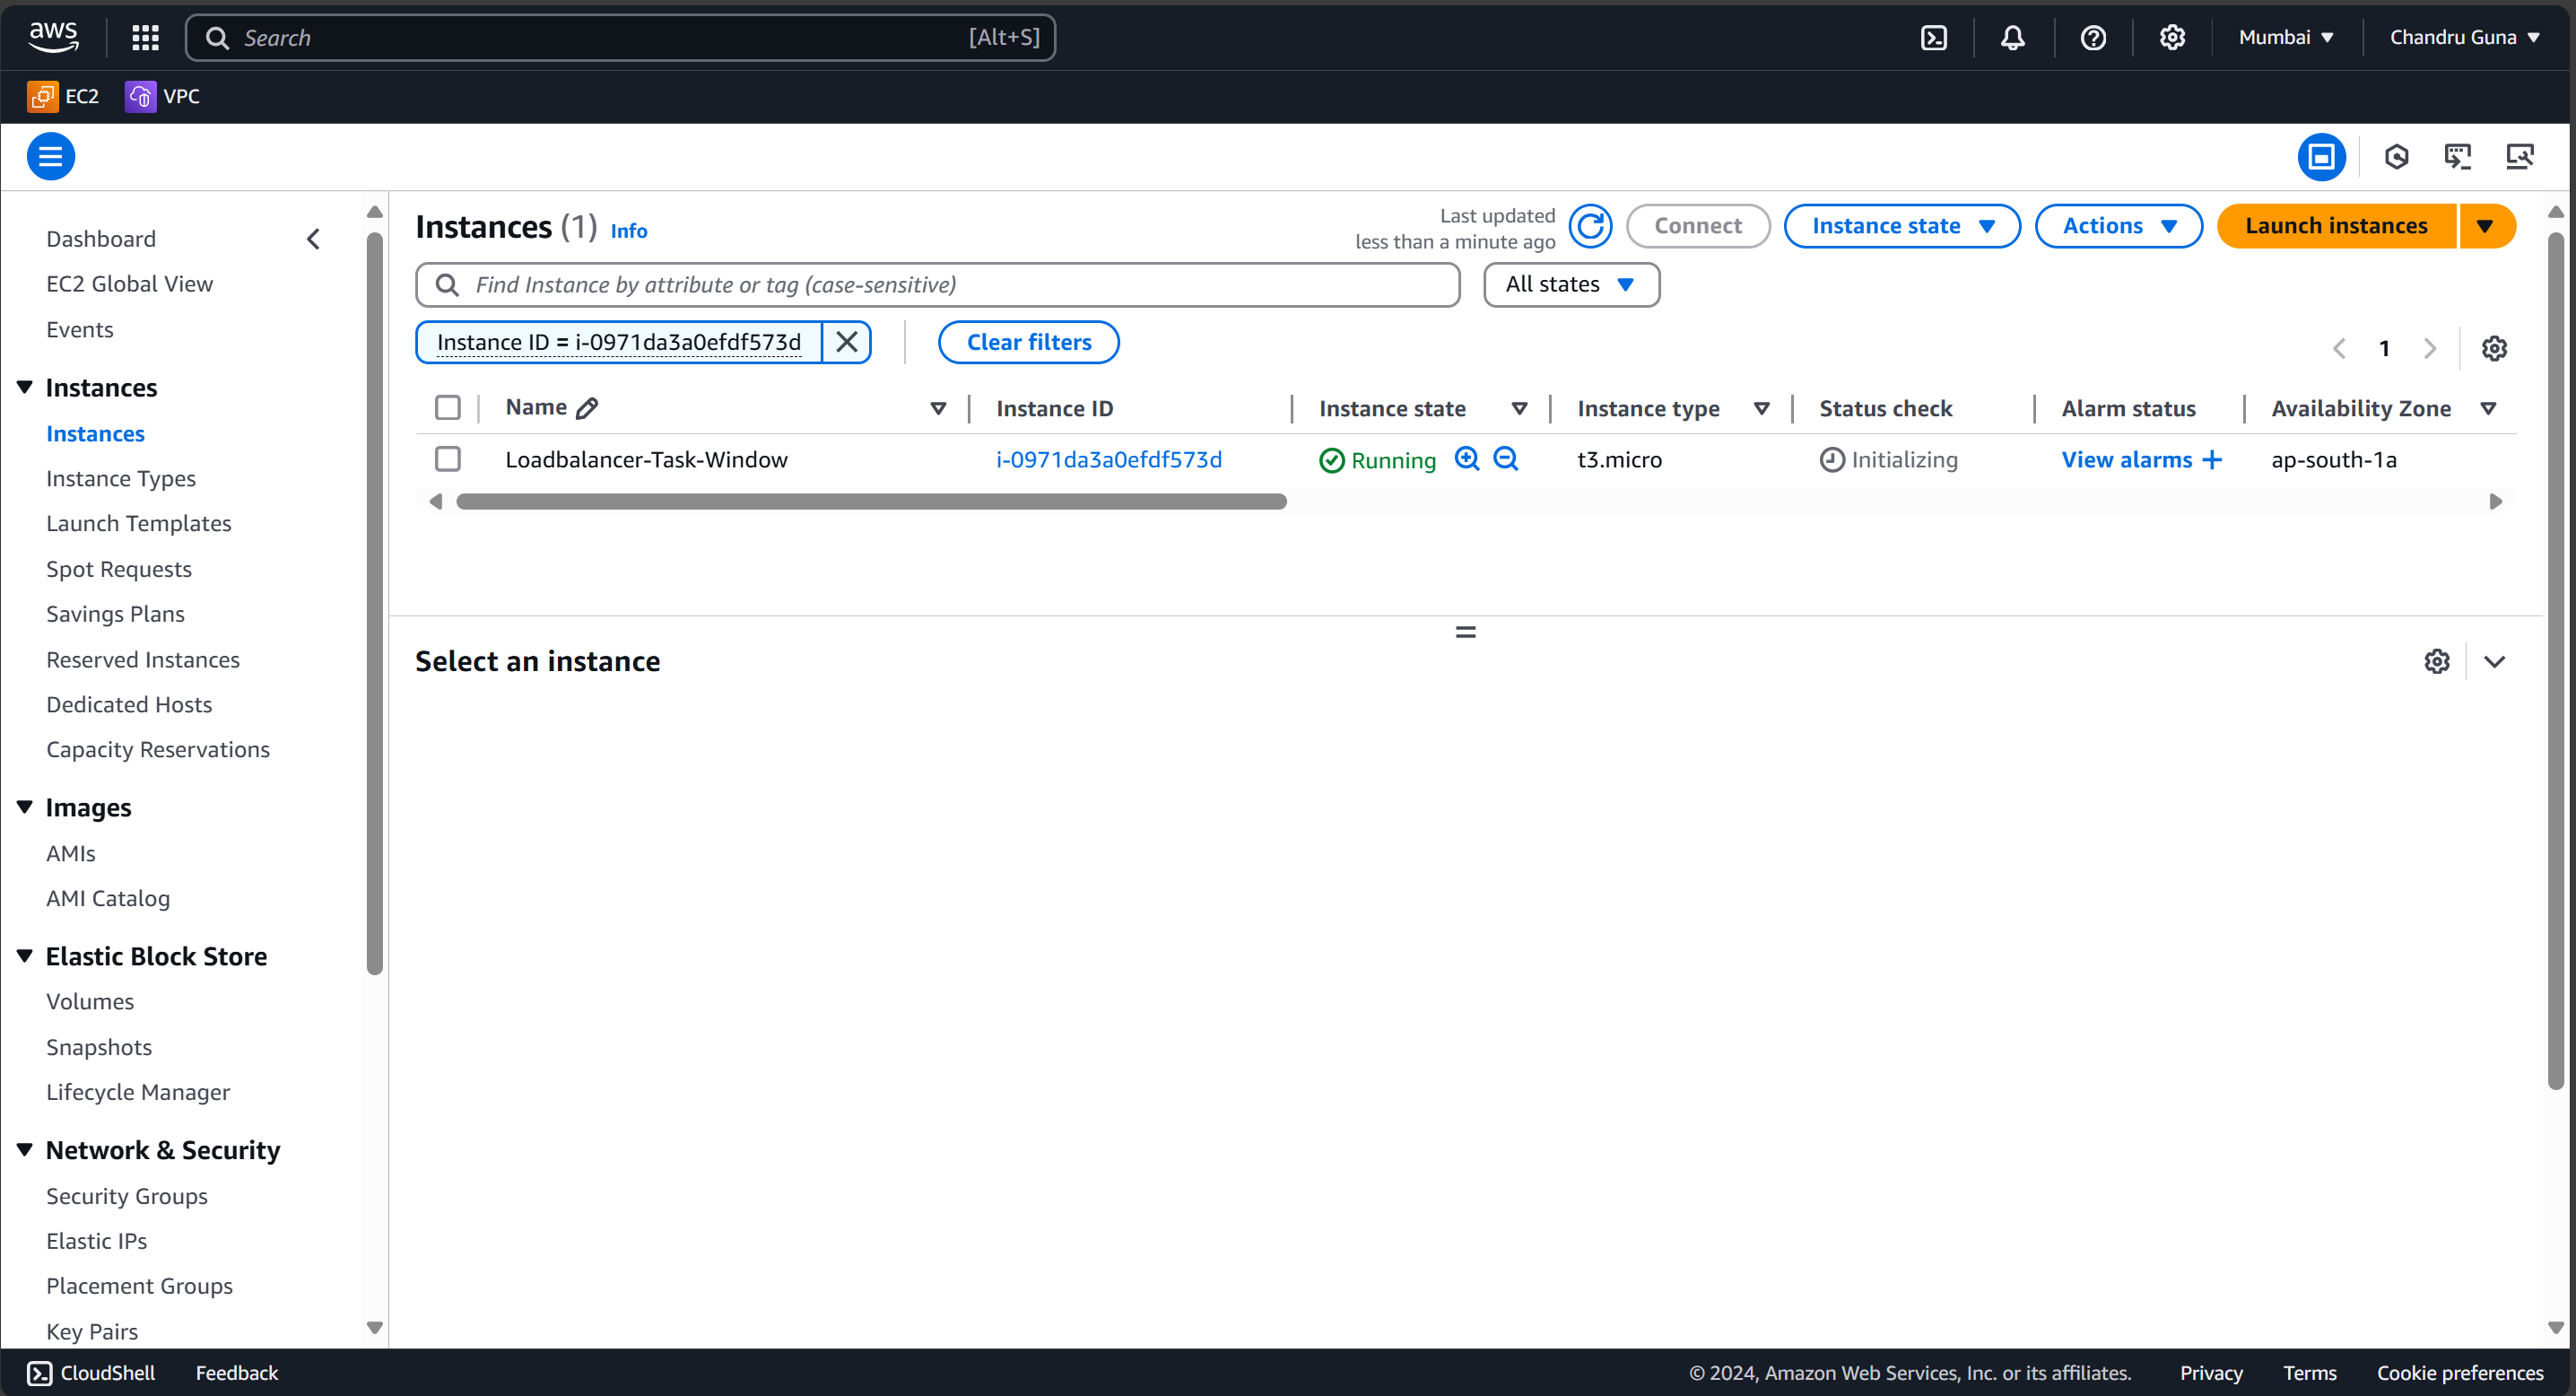 aws
Search [Alt+S]
Mumbai
Chandru Guna
EC2
VPC
Dashboard
EC2 Global View
Events
Instances
Instances
Instance Types
Launch Templates
Spot Requests
Savings Plans
Reserved Instances
Dedicated Hosts
Capacity Reservations
Images
AMIs
AMI Catalog
Elastic Block Store
Volumes
Snapshots
Lifecycle Manager
Network & Security
Security Groups
Elastic IPs
Placement Groups
Key Pairs
Instances (1) Info
Last updated
less than a minute ago
Connect
Instance state
Actions
Launch instances
Find Instance by attribute or tag (case-sensitive)
All states
Instance ID = i-0971da3a0efdf573d
Clear filters
1
Name Instance ID Instance state Instance type Status check Alarm status Availability Zone
Loadbalancer-Task-Window i-0971da3a0efdf573d Running t3.micro Initializing View alarms + ap-south-1a
Select an instance
CloudShell Feedback © 2024, Amazon Web Services, Inc. or its affiliates. Privacy Terms Cookie preferences